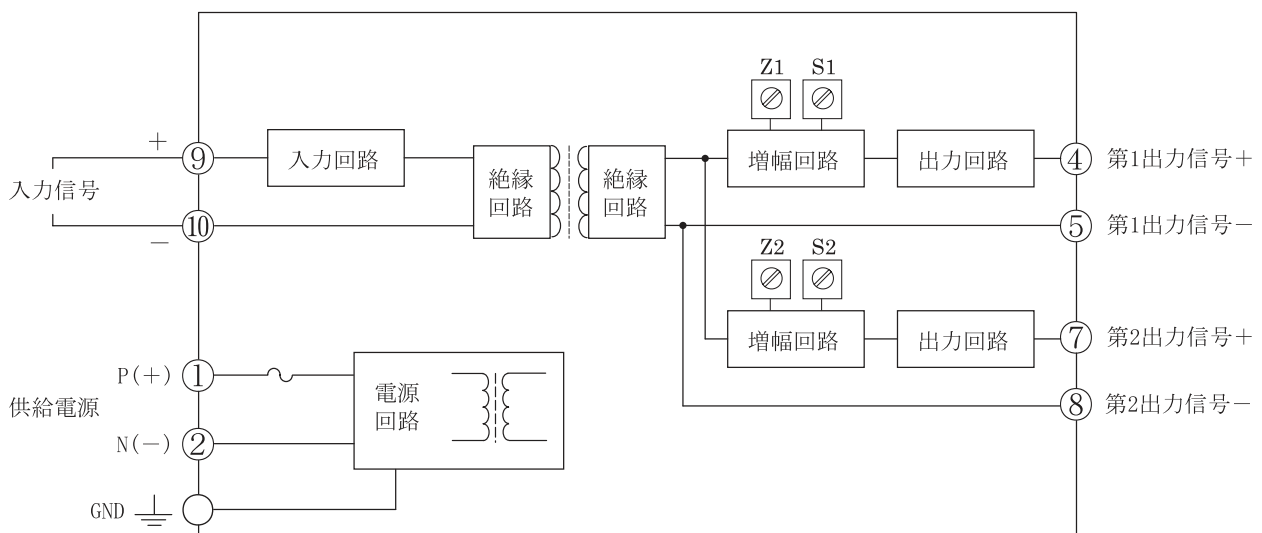 Z1
S1
+
⑨
入力回路
増幅回路
出力回路
④
第1出力信号+
入力信号
絶縁
回路
絶縁
回路
⑩
−
⑤
第1出力信号−
Z2
S2
増幅回路
出力回路
⑦
第2出力信号+
P(+)
①
供給電源
電源
回路
⑧
第2出力信号−
N(−)
②
GND